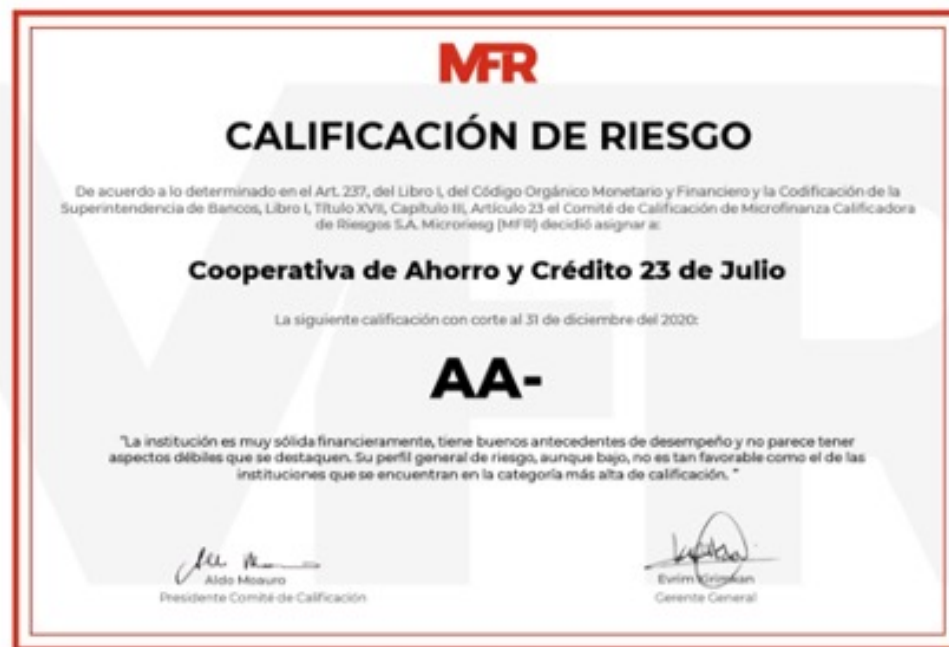 MFR
CALIFICACIÓN DE RIESGO
De acuerdo a lo determinado en el Art. 237, del Libro I, del Código Orgánico Monetario y Financiero y la Codificación de la
Superintendencia de Bancos, Libro I, Título XVII, Capítulo III, Artículo 23 el Comité de Calificación de Microfinanza Calificadora
de Riesgos S.A. Microriesg (MFR) decidió asignar a:
Cooperativa de Ahorro y Crédito 23 de Julio
La siguiente calificación con corte al 31 de diciembre del 2020:
AA-
"La institución es muy sólida financieramente, tiene buenos antecedentes de desempeño y no parece tener
aspectos débiles que se destaquen. Su perfil general de riesgo, aunque bajo, no es tan favorable como el de las
instituciones que se encuentran en la categoría más alta de calificación. "
Aldo Moauro
Presidente Comité de Calificación
Evrim Kirimkan
Gerente General